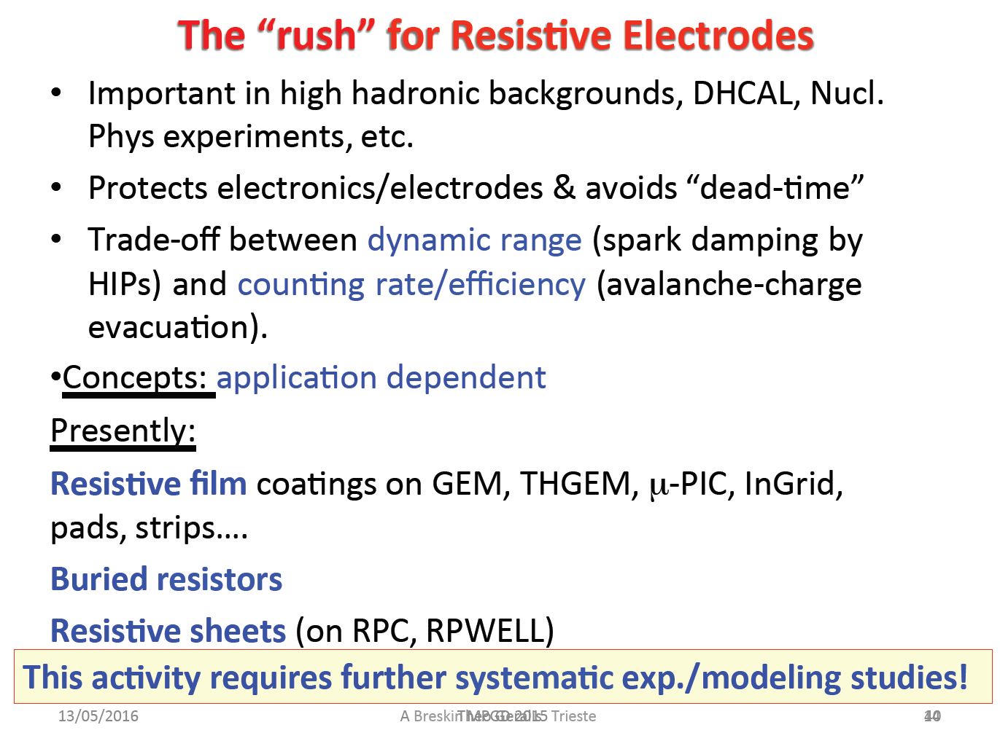 The “rush” for Resistive Electrodes
• Important in high hadronic backgrounds, DHCAL, Nucl.
Phys experiments, etc.
• Protects electronics/electrodes & avoids “dead-time”
• Trade-off between dynamic range (spark damping by
HIPs) and counting rate/efficiency (avalanche-charge
evacuation).
•Concepts: application dependent
Presently:
Resistive film coatings on GEM, THGEM, μ-PIC, InGrid,
pads, strips….
Buried resistors
Resistive sheets (on RPC, RPWELL)
This activity requires further systematic exp./modeling studies!
13/05/2016 A Breskin 2015 Trieste